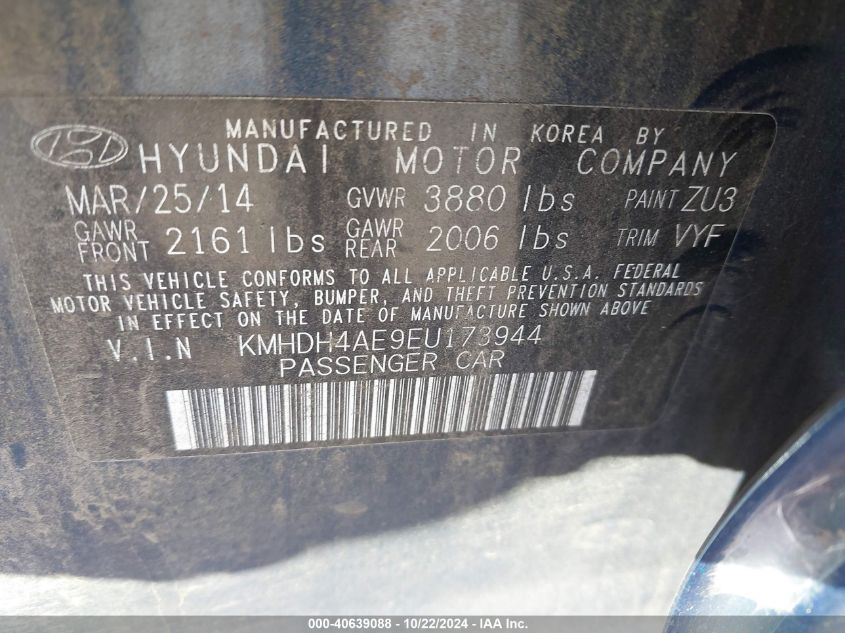 MANUFACTURED IN KOREA BY
HYUNDAI MOTOR COMPANY
MAR/25/14 GVWR 3880 lbs PAINT ZU3
GAWR FRONT 2161 lbs GAWR REAR 2006 lbs TRIM VYF
THIS VEHICLE CONFORMS TO ALL APPLICABLE U.S.A. FEDERAL
MOTOR VEHICLE SAFETY, BUMPER, AND THEFT PREVENTION STANDARDS
IN EFFECT ON THE DATE OF MANUFACTURE SHOWN ABOVE.
V.I.N KMHDH4AE9EU173944
PASSENGER CAR
000-40639088 - 10/22/2024 - IAA Inc.